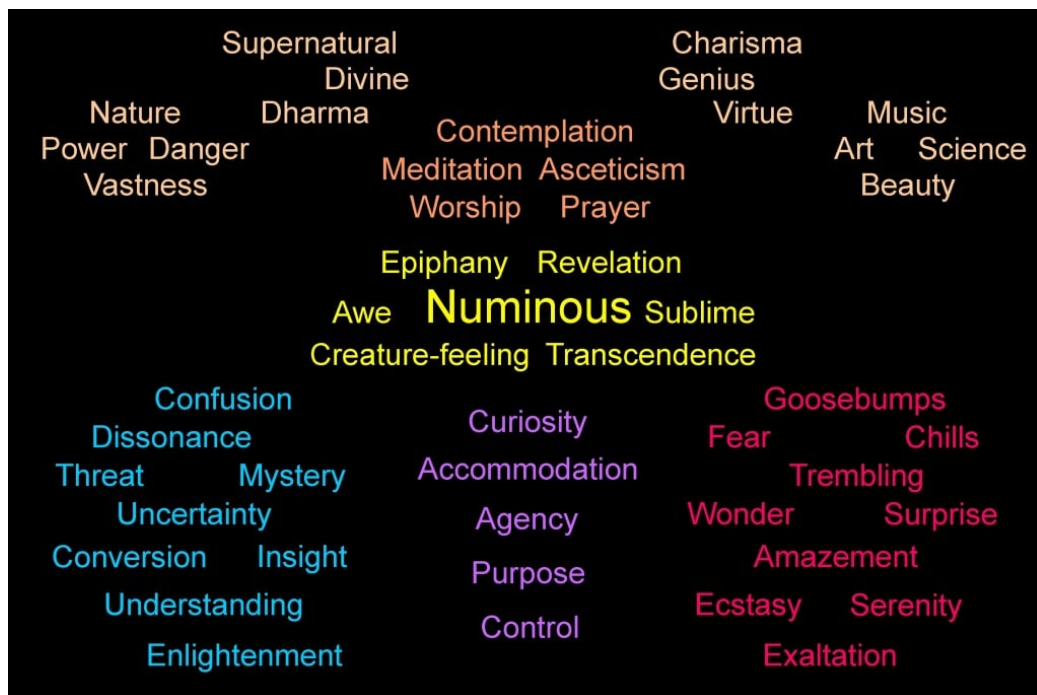 Supernatural Charisma
Divine Genius
Nature Dharma Virtue Music
Contemplation
Power Danger Art Science
Meditation Asceticism
Vastness Beauty
Worship Prayer
Epiphany Revelation
Awe Numinous Sublime
Creature-feeling Transcendence
Confusion Goosebumps
Curiosity
Dissonance Fear Chills
Accommodation
Threat Mystery Trembling
Uncertainty Agency Wonder Surprise
Conversion Insight Amazement
Purpose
Understanding Ecstasy Serenity
Control
Enlightenment Exaltation